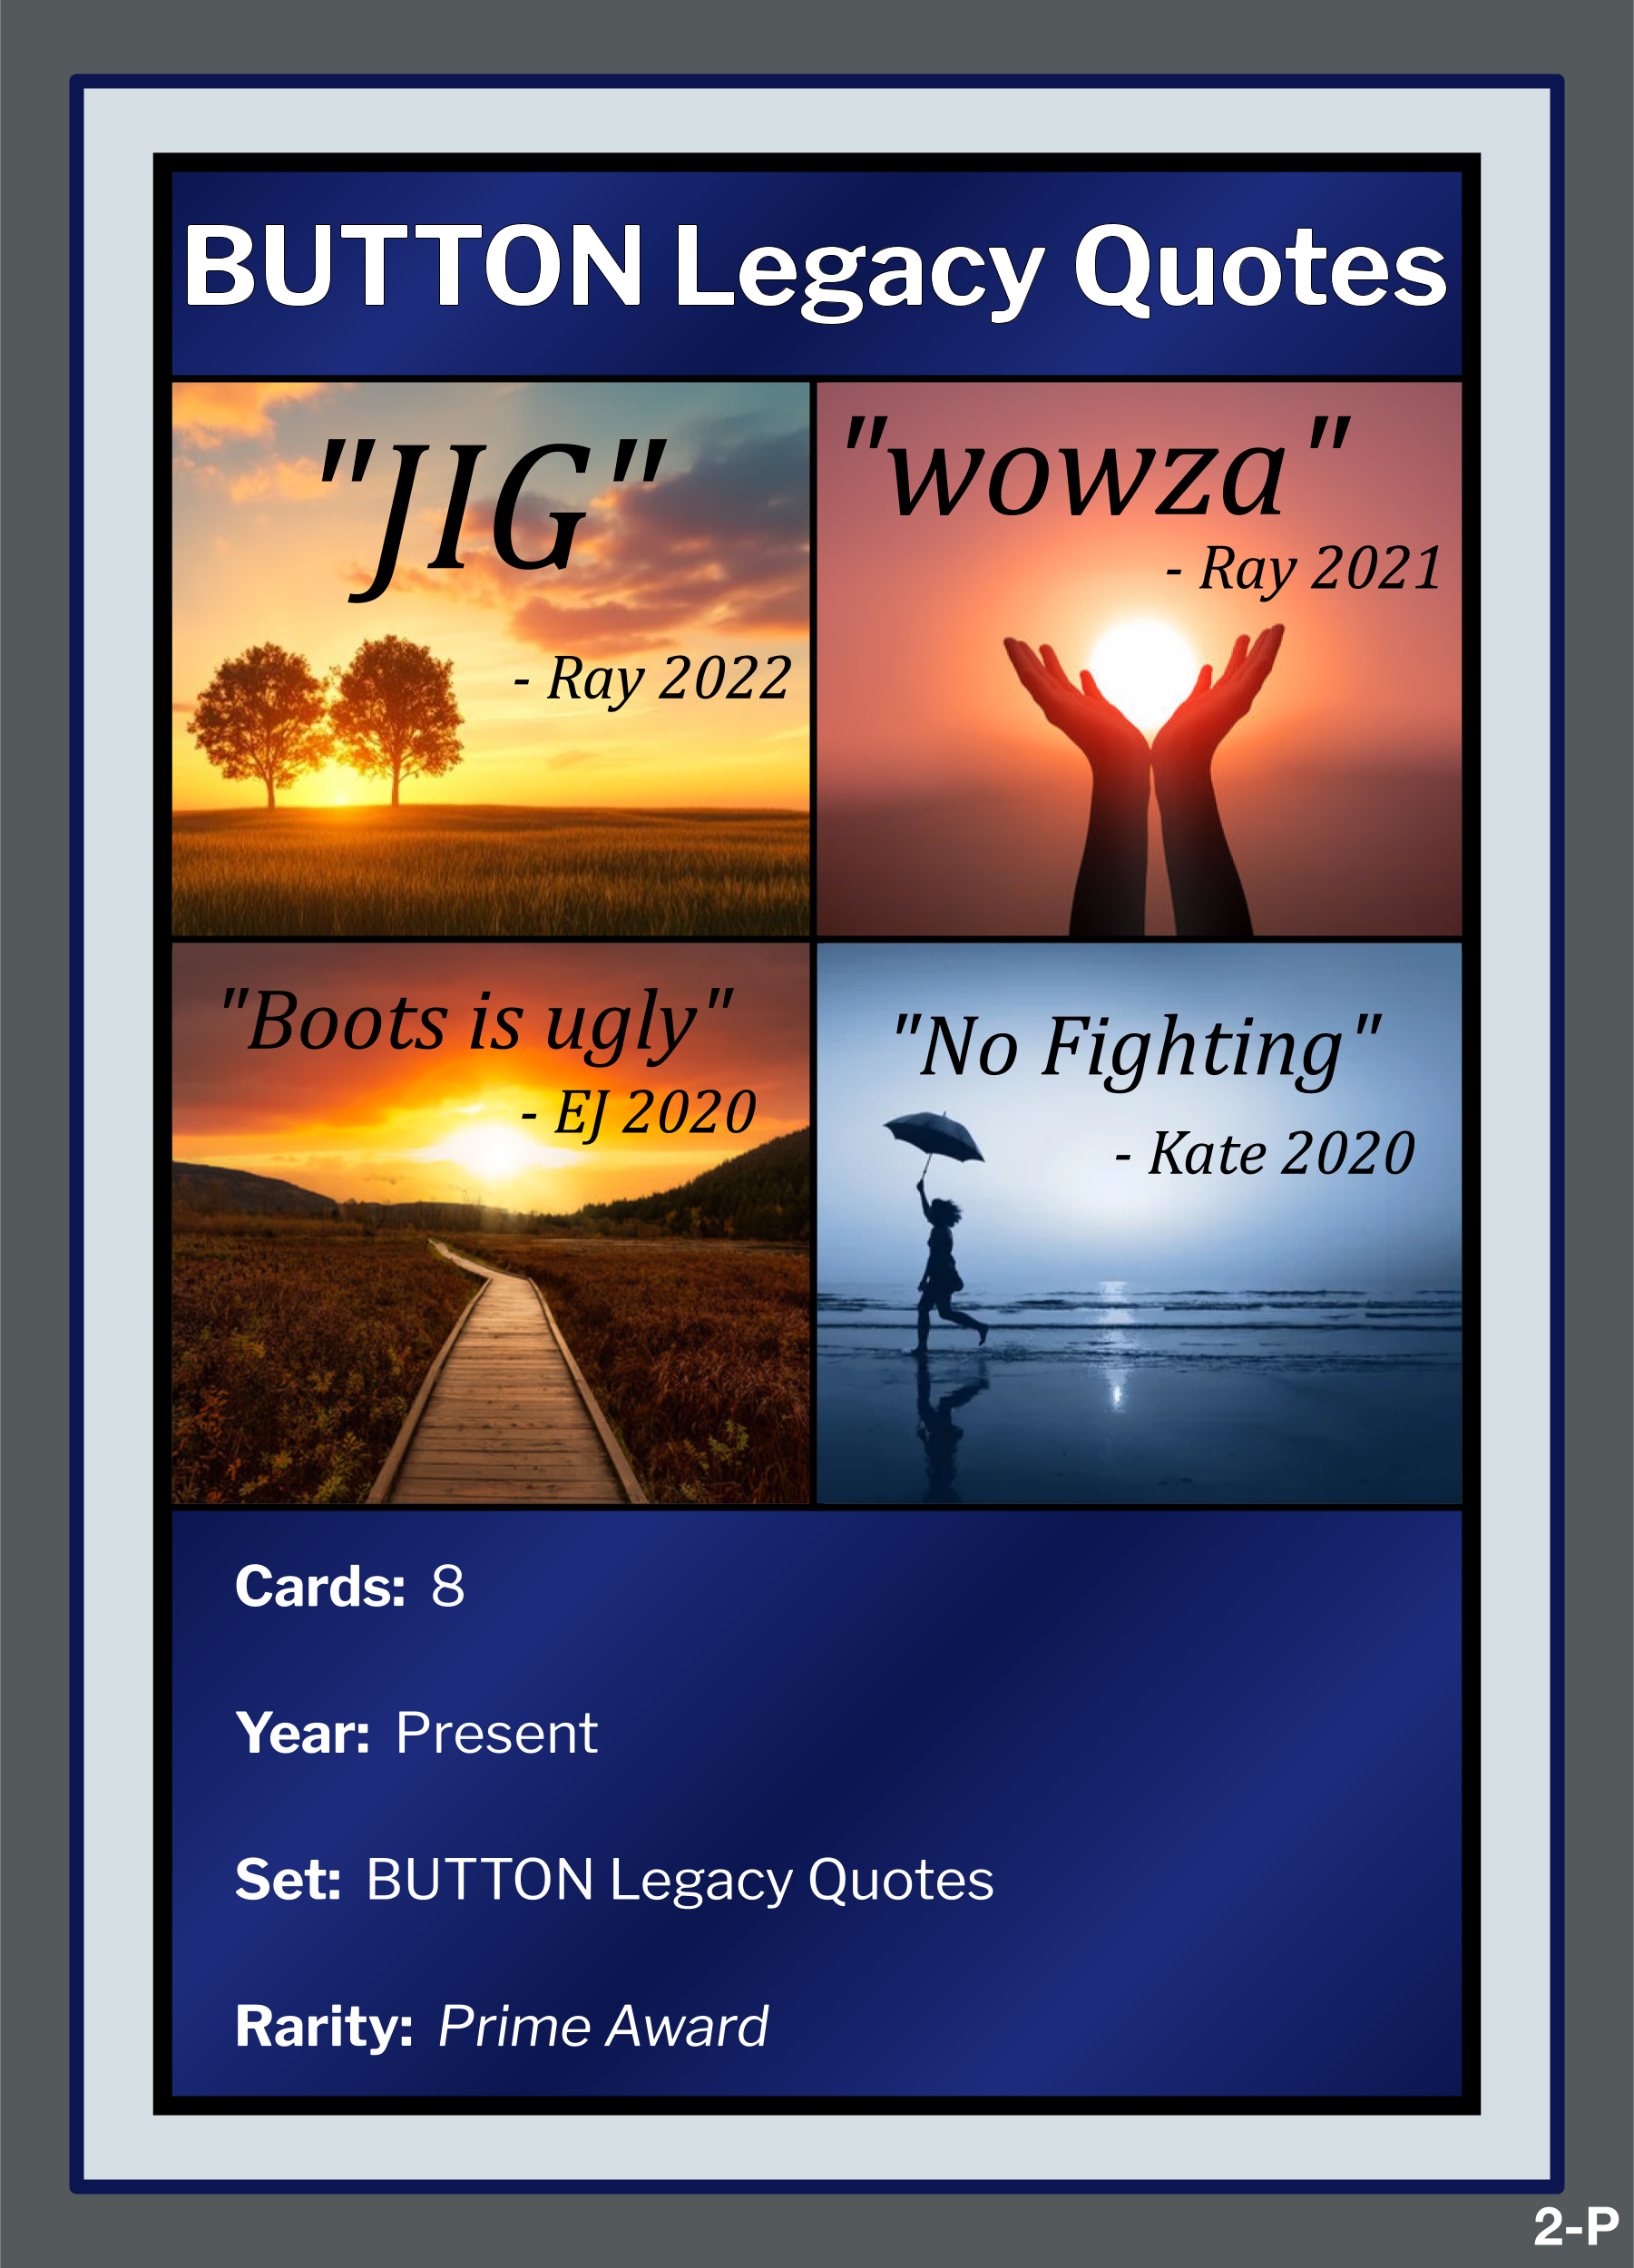 BUTTON Legacy Quotes
"JIG"
- Ray 2022
"wowza"
- Ray 2021
"Boots is ugly"
- EJ 2020
"No Fighting"
- Kate 2020
Cards: 8
Year: Present
Set: BUTTON Legacy Quotes
Rarity: Prime Award
2-P